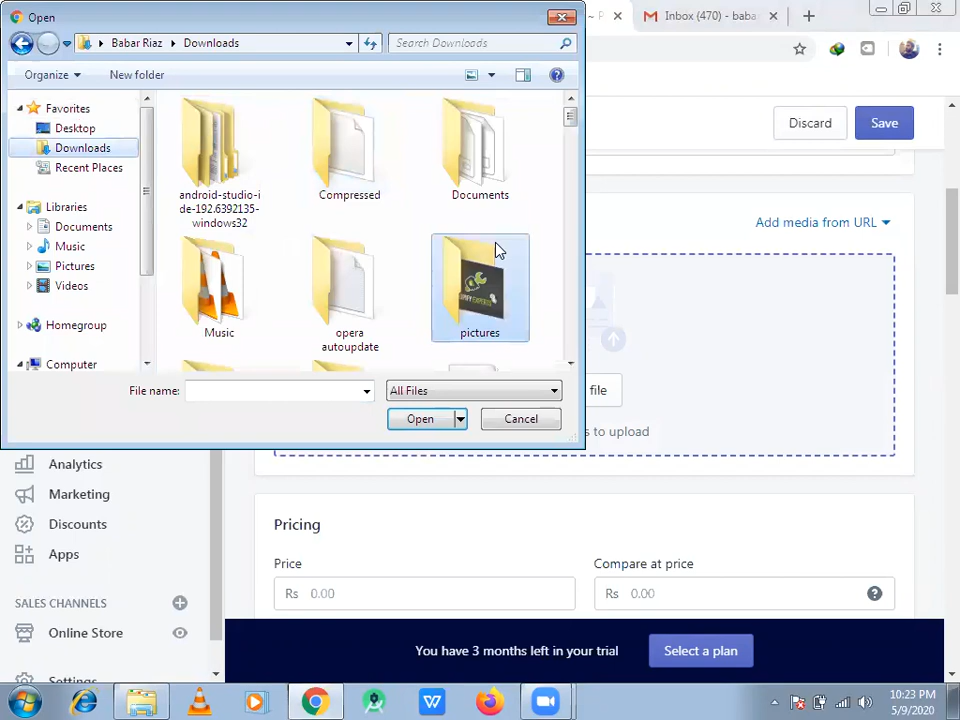 Open
~ P
Inbox (470) - baba
Babar Riaz
Downloads
Search Downloads
Organize
New folder
Favorites
Desktop
Downloads
Recent Places
Libraries
Documents
Music
Pictures
Videos
Homegroup
Computer
android-studio-i
de-192.6392135-
windows32
Compressed
Documents
Music
opera
autoupdate
pictures
File name:
All Files
Open
Cancel
Discard
Save
Add media from URL
file
s to upload
Analytics
Marketing
Discounts
Apps
SALES CHANNELS
Online Store
Settings
Pricing
Price
Compare at price
Rs 0.00
Rs 0.00
You have 3 months left in your trial
Select a plan
10:23 PM
5/9/2020